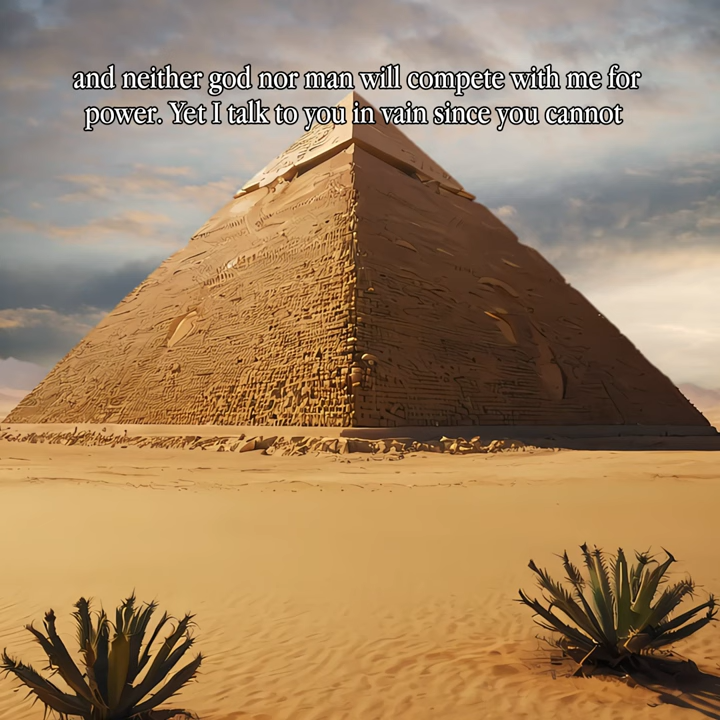 and neither god nor man will compete with me for
power. Yet I talk to you in vain since you cannot